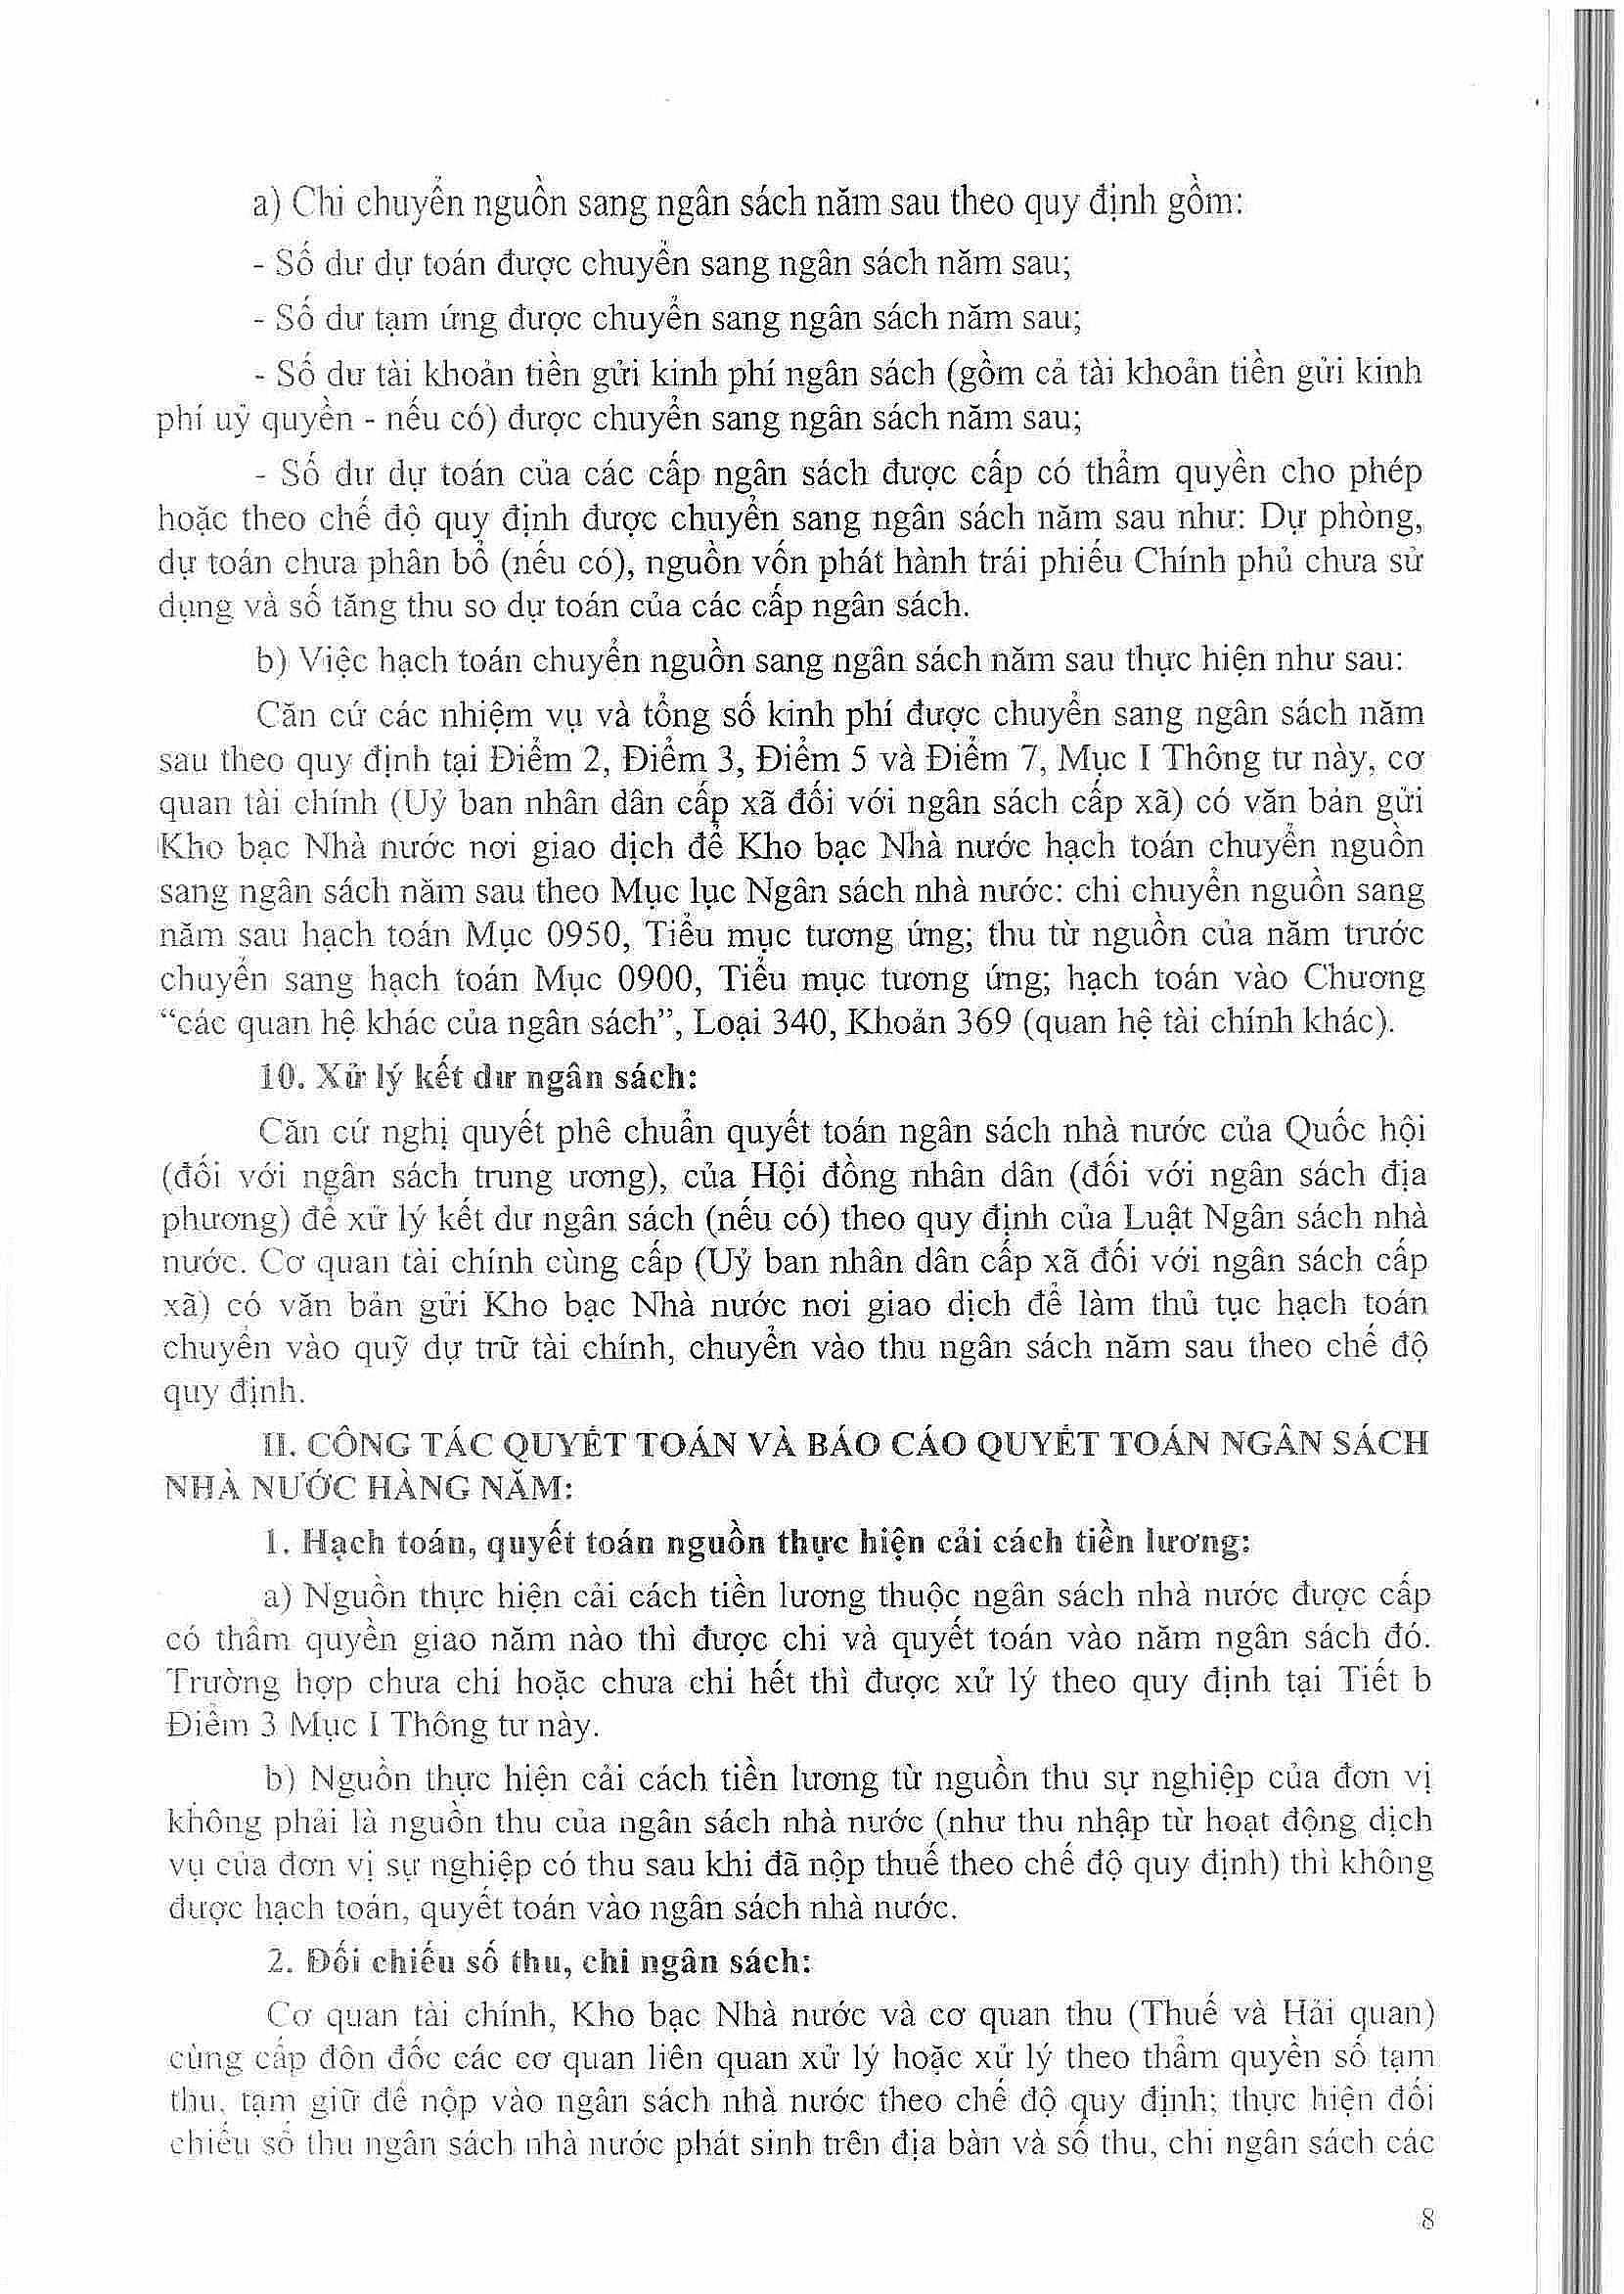 a) Chi chuyển nguồn sang ngân sách năm sau theo quy định gồm:
- Số dư dự toán được chuyển sang ngân sách năm sau;
- Số dư tạm ứng được chuyển sang ngân sách năm sau;
- Số dư tài khoản tiền gửi kinh phí ngân sách (gồm cả tài khoản tiền gửi kinh
phí uỷ quyền - nếu có) được chuyển sang ngân sách năm sau;
- Số dư dự toán của các cấp ngân sách được cấp có thẩm quyền cho phép
hoặc theo chế độ quy định được chuyển sang ngân sách năm sau như: Dự phòng,
dự toán chưa phân bổ (nếu có), nguồn vốn phát hành trái phiếu Chính phủ chưa sử
dụng và số tăng thu so dự toán của các cấp ngân sách.
b) Việc hạch toán chuyển nguồn sang ngân sách năm sau thực hiện như sau:
Căn cứ các nhiệm vụ và tổng số kinh phí được chuyển sang ngân sách năm
sau theo quy định tại Điểm 2, Điểm 3, Điểm 5 và Điểm 7, Mục I Thông tư này, cơ
quan tài chính (Uỷ ban nhân dân cấp xã đối với ngân sách cấp xã) có văn bản gửi
Kho bạc Nhà nước nơi giao dịch để Kho bạc Nhà nước hạch toán chuyển nguồn
sang ngân sách năm sau theo Mục lục Ngân sách nhà nước: chi chuyển nguồn sang
năm sau hạch toán Mục 0950, Tiểu mục tương ứng; thu từ nguồn của năm trước
chuyển sang hạch toán Mục 0900, Tiểu mục tương ứng; hạch toán vào Chương
“các quan hệ khác của ngân sách”, Loại 340, Khoản 369 (quan hệ tài chính khác).
10. Xử lý kết dư ngân sách:
Căn cứ nghị quyết phê chuẩn quyết toán ngân sách nhà nước của Quốc hội
(đối với ngân sách trung ương), của Hội đồng nhân dân (đối với ngân sách địa
phương) để xử lý kết dư ngân sách (nếu có) theo quy định của Luật Ngân sách nhà
nước. Cơ quan tài chính cùng cấp (Uỷ ban nhân dân cấp xã đối với ngân sách cấp
xã) có văn bản gửi Kho bạc Nhà nước nơi giao dịch để làm thủ tục hạch toán
chuyển vào quỹ dự trữ tài chính, chuyển vào thu ngân sách năm sau theo chế độ
quy định.
II. CÔNG TÁC QUYẾT TOÁN VÀ BÁO CÁO QUYẾT TOÁN NGÂN SÁCH
NHÀ NƯỚC HÀNG NĂM:
1. Hạch toán, quyết toán nguồn thực hiện cải cách tiền lương:
a) Nguồn thực hiện cải cách tiền lương thuộc ngân sách nhà nước được cấp
có thẩm quyền giao năm nào thì được chi và quyết toán vào năm ngân sách đó.
Trường hợp chưa chi hoặc chưa chi hết thì được xử lý theo quy định tại Tiết b
Điểm 3 Mục I Thông tư này.
b) Nguồn thực hiện cải cách tiền lương từ nguồn thu sự nghiệp của đơn vị
không phải là nguồn thu của ngân sách nhà nước (như thu nhập từ hoạt động dịch
vụ của đơn vị sự nghiệp có thu sau khi đã nộp thuế theo chế độ quy định) thì không
được hạch toán, quyết toán vào ngân sách nhà nước.
2. Đối chiếu số thu, chi ngân sách:
Cơ quan tài chính, Kho bạc Nhà nước và cơ quan thu (Thuế và Hải quan)
cùng cấp đôn đốc các cơ quan liên quan xử lý hoặc xử lý theo thẩm quyền số tạm
thu, tạm giữ để nộp vào ngân sách nhà nước theo chế độ quy định; thực hiện đối
chiếu số thu ngân sách nhà nước phát sinh trên địa bàn và số thu, chi ngân sách các
8